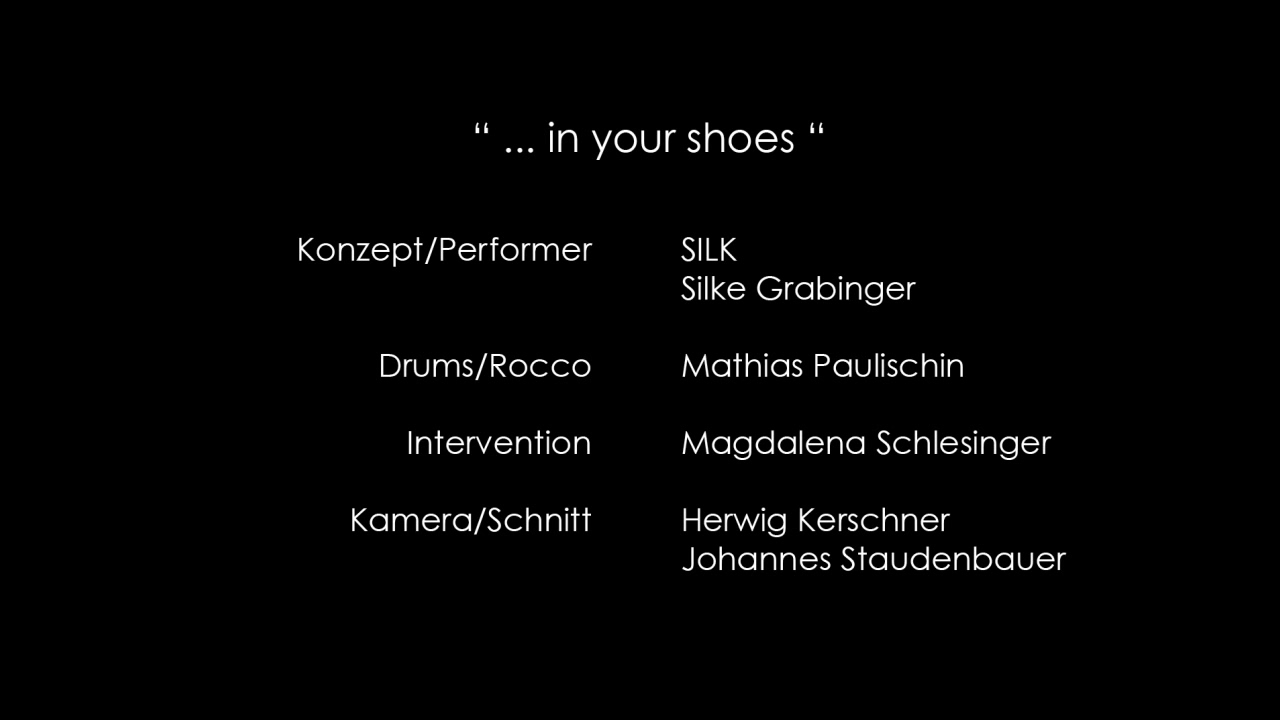 “ ... in your shoes “
Konzept/Performer SILK
Silke Grabinger
Drums/Rocco Mathias Paulischin
Intervention Magdalena Schlesinger
Kamera/Schnitt Herwig Kerschner
Johannes Staudenbauer